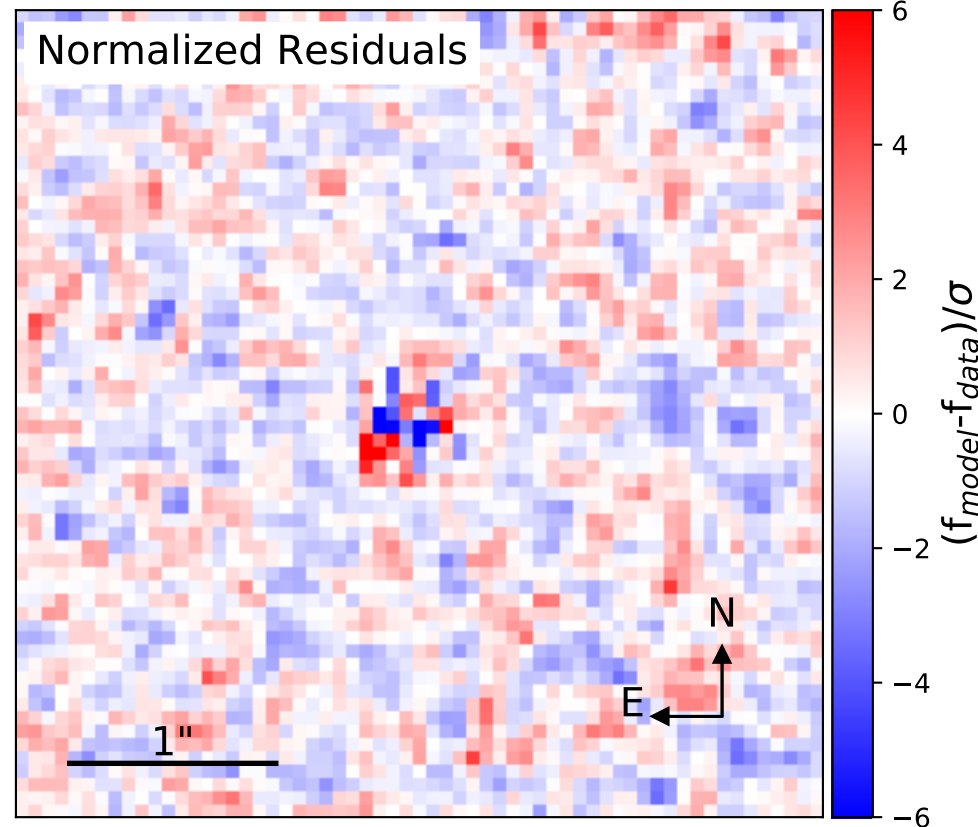 Normalized Residuals
6
4
2
0
−2
−4
−6
(f_model-f_data)/σ
N
E
1"